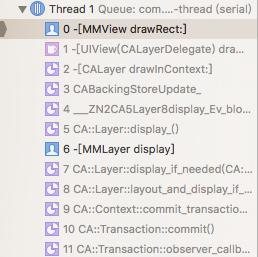 Thread 1 Queue: com....-thread (serial)
0 -[MMView drawRect:]
1 -[UIView(CALayerDelegate) dra...
2 -[CALayer drawInContext:]
3 CABackingStoreUpdate_
4 ___ZN2CA5Layer8display_Ev_blo...
5 CA::Layer::display_()
6 -[MMLayer display]
7 CA::Layer::display_if_needed(CA:...
8 CA::Layer::layout_and_display_if_...
9 CA::Context::commit_transactio...
10 CA::Transaction::commit()
11 CA::Transaction::observer_callb...